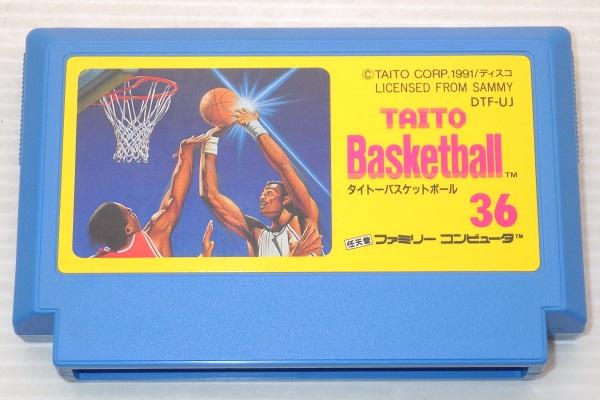 ©TAITO CORP.1991/ディスコ
LICENSED FROM SAMMY
DTF-UJ
TAITO
Basketball™
タイトーバスケットボール
36
任天堂 ファミリー コンピュータ™